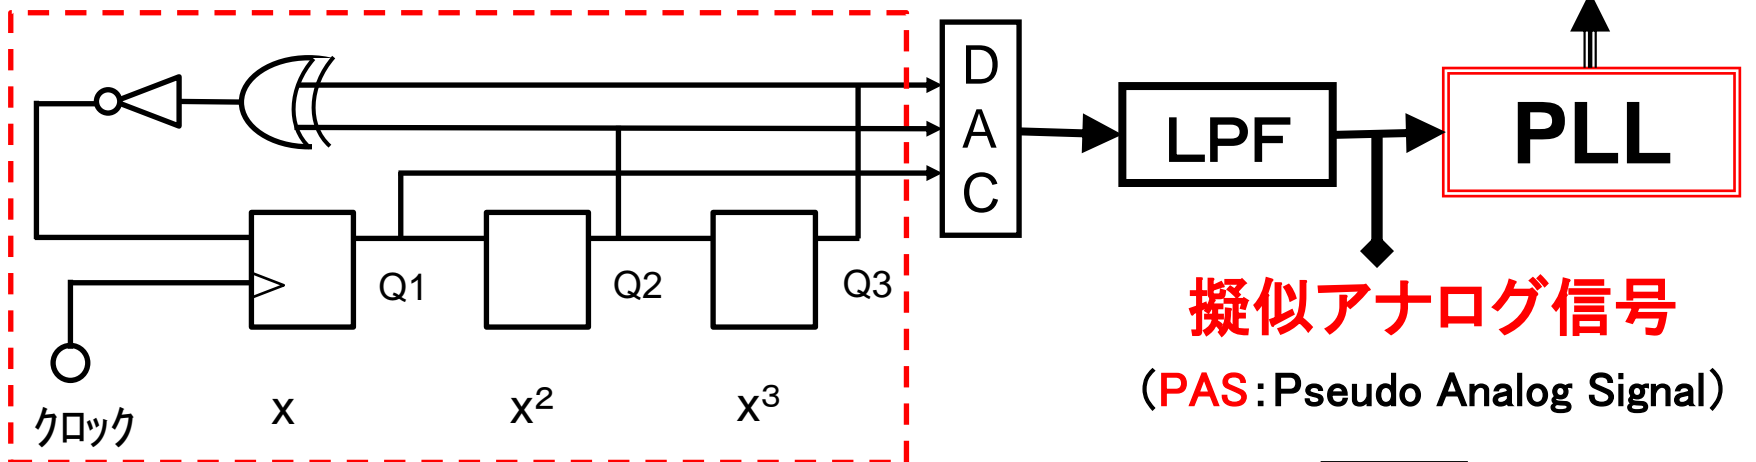 D
A
C
LPF
PLL
Q1
Q2
Q3
擬似アナログ信号
(PAS:Pseudo Analog Signal)
クロック
x
x²
x³